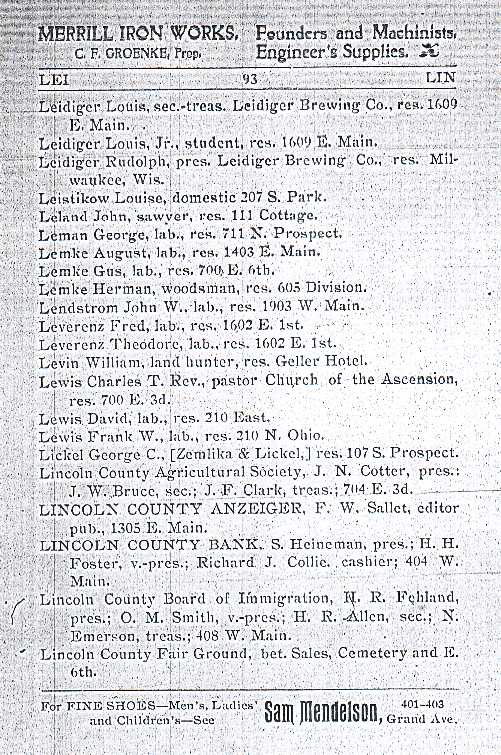 MERRILL IRON WORKS, Founders and Machinists,
C. F. GROENKE, Prop. Engineer's Supplies.
LEI 93 LIN
Leidiger Louis, sec.-treas. Leidiger Brewing Co., res. 1609
E. Main.
Leidiger Louis, Jr., student, res. 1609 E. Main.
Leidiger Rudolph, pres. Leidiger Brewing Co., res. Mil-
waukee, Wis.
Leistikow Louise, domestic 207 S. Park.
Leland John, sawyer, res. 111 Cottage.
Leman George, lab., res. 711 N. Prospect.
Lemke August, lab., res. 1403 E. Main.
Lemke Gus, lab., res. 700 E. 6th.
Lemke Herman, woodsman, res. 605 Division.
Lendstrom John W., lab., res. 1903 W. Main.
Leverenz Fred, lab., res. 1602 E. 1st.
Leverenz Theodore, lab., res. 1602 E. 1st.
Levin William, land hunter, res. Geller Hotel.
Lewis Charles T. Rev., pastor Church of the Ascension,
res. 700 E. 3d.
Lewis David, lab., res. 210 East.
Lewis Frank W., lab., res. 210 N. Ohio.
Lickel George C., [Zemlika & Lickel,] res. 107 S. Prospect.
Lincoln County Agricultural Society, J. N. Cotter, pres.;
J. W. Bruce, sec.; J. F. Clark, treas.; 704 E. 3d.
LINCOLN COUNTY ANZEIGER, F. W. Sallet, editor
pub., 1305 E. Main.
LINCOLN COUNTY BANK, S. Heineman, pres.; H. H.
Foster, v.-pres.; Richard J. Collie, cashier; 404 W.
Main.
Lincoln County Board of Immigration, R. Fehland,
pres.; O. M. Smith, v.-pres.; H. R. Allen, sec.; N.
Emerson, treas.; 408 W. Main.
Lincoln County Fair Ground, bet. Sales, Cemetery and E.
6th.
For FINE SHOES—Men's, Ladies' and Children's—See Sam Mendelson, 401-403 Grand Ave.